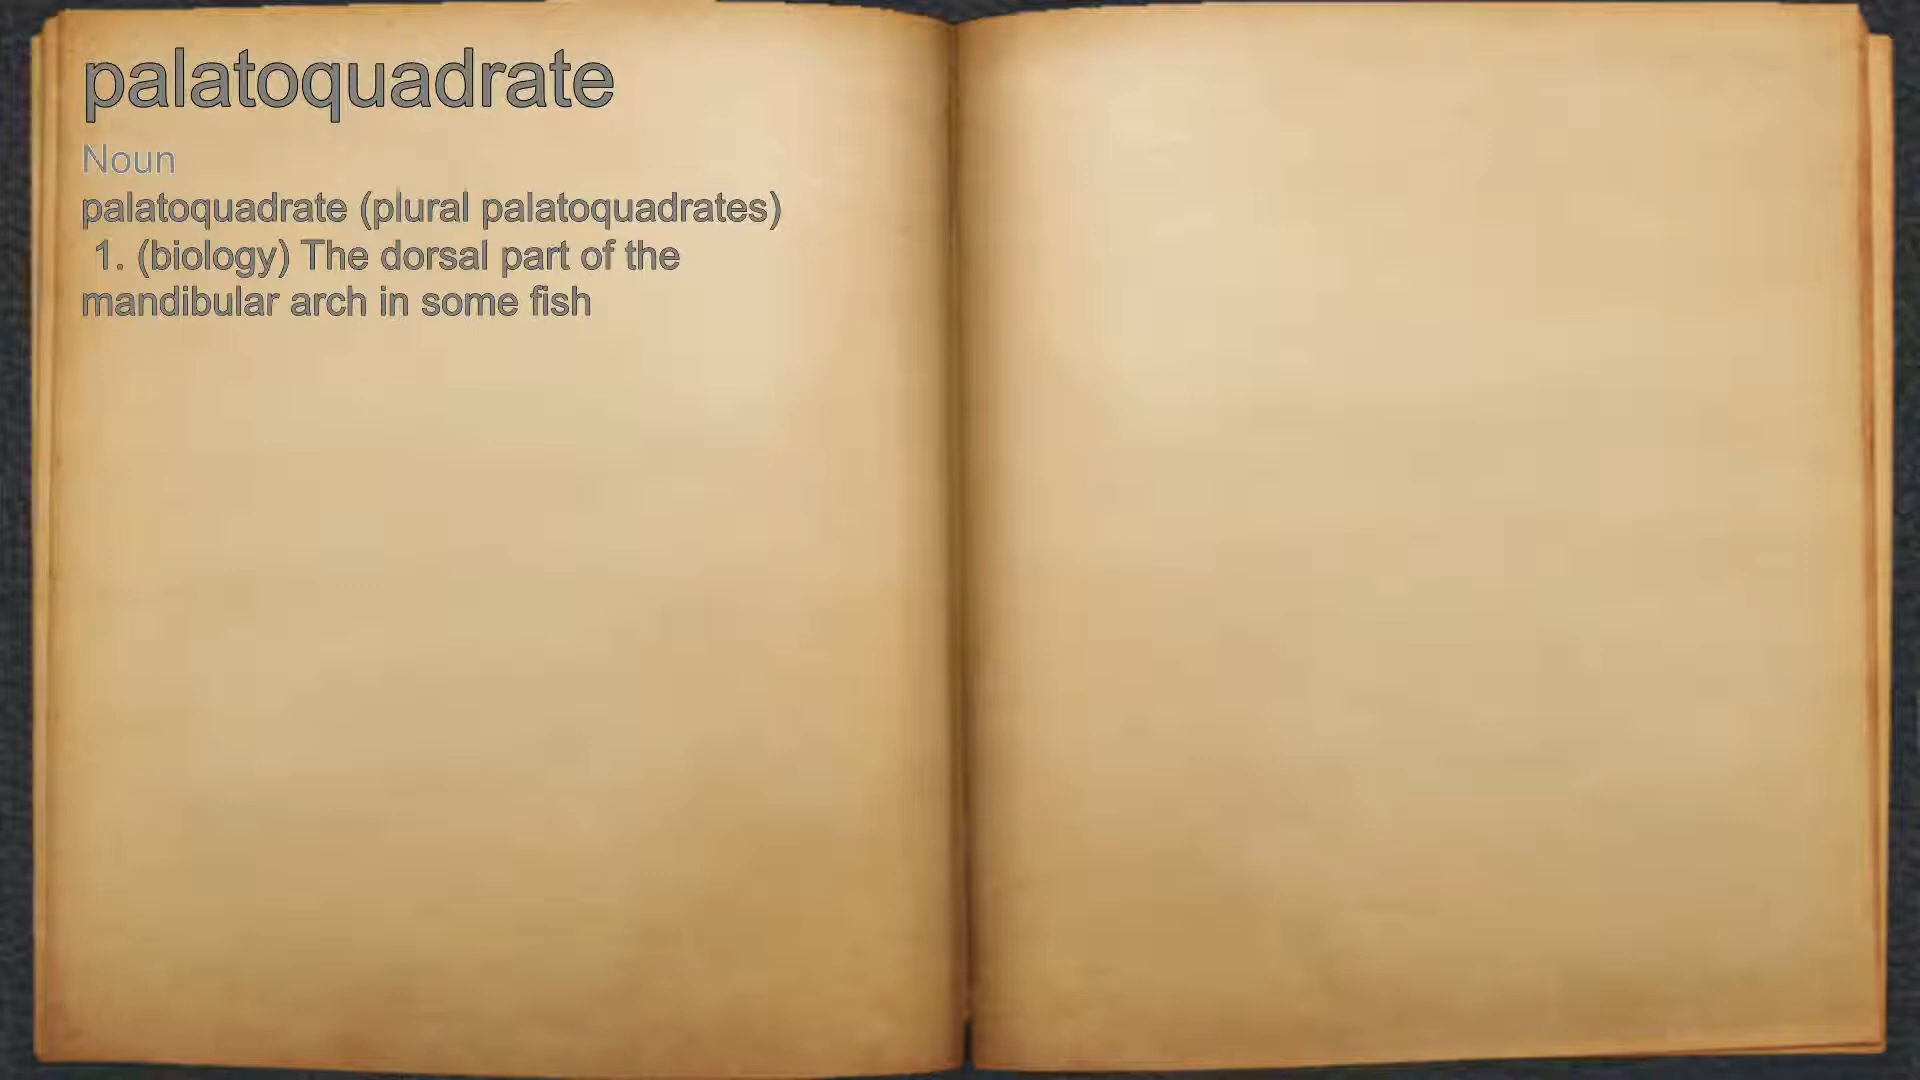 palatoquadrate
Noun
palatoquadrate (plural palatoquadrates)
1. (biology) The dorsal part of the
mandibular arch in some fish